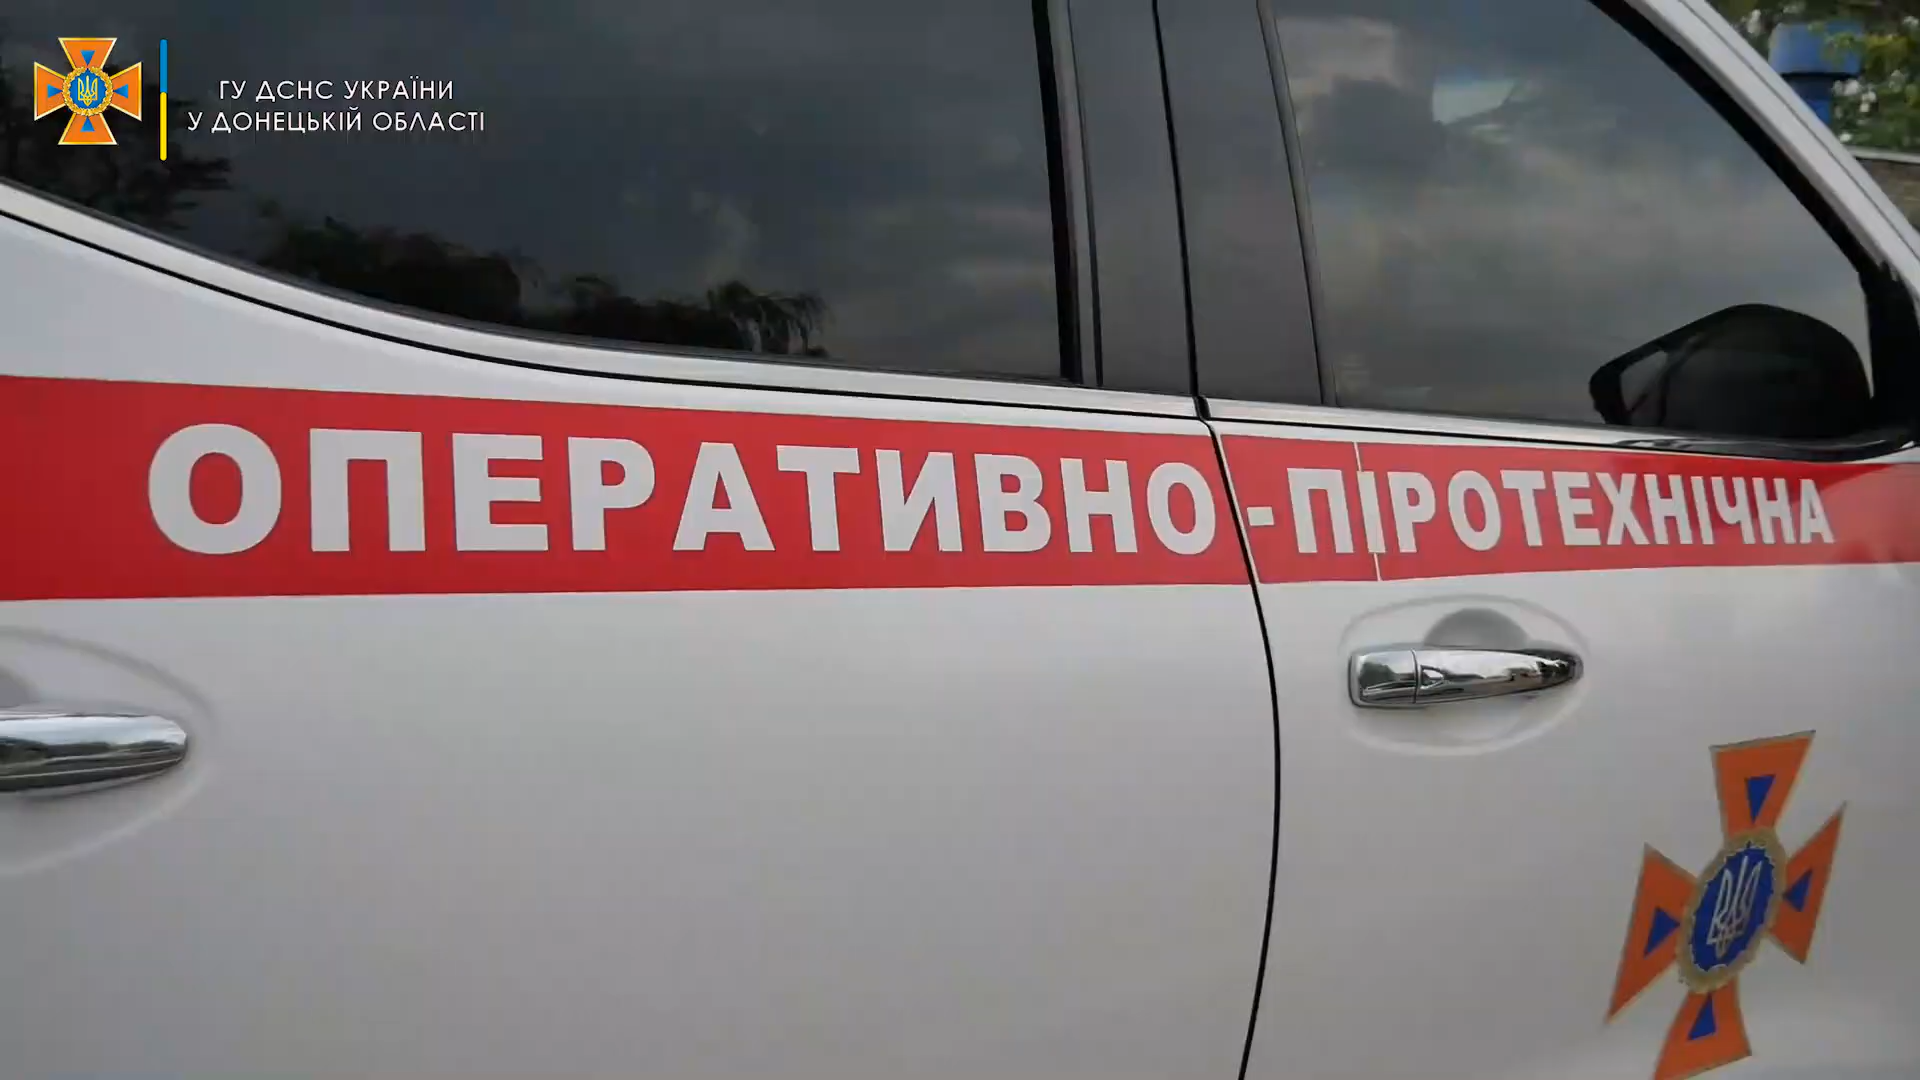 ГУ ДСНС УКРАЇНИ
У ДОНЕЦЬКІЙ ОБЛАСТІ
ОПЕРАТИВНО-ПІРОТЕХНІЧНА